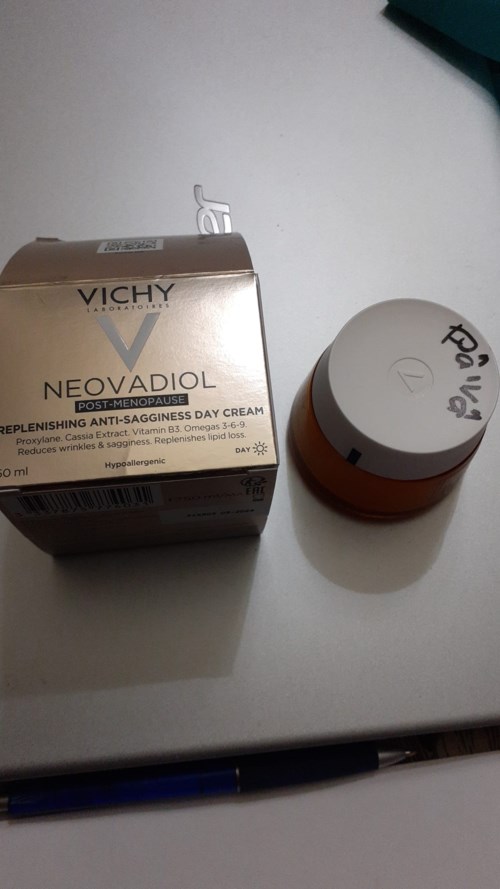 VICHY
LABORATOIRES
NEOVADIOL
POST-MENOPAUSE
REPLENISHING ANTI-SAGGINESS DAY CREAM
Proxylane. Cassia Extract. Vitamin B3. Omegas 3-6-9.
Reduces wrinkles & sagginess. Replenishes lipid loss.
DAY
50 ml
Hypoallergenic
EAC
Päivä